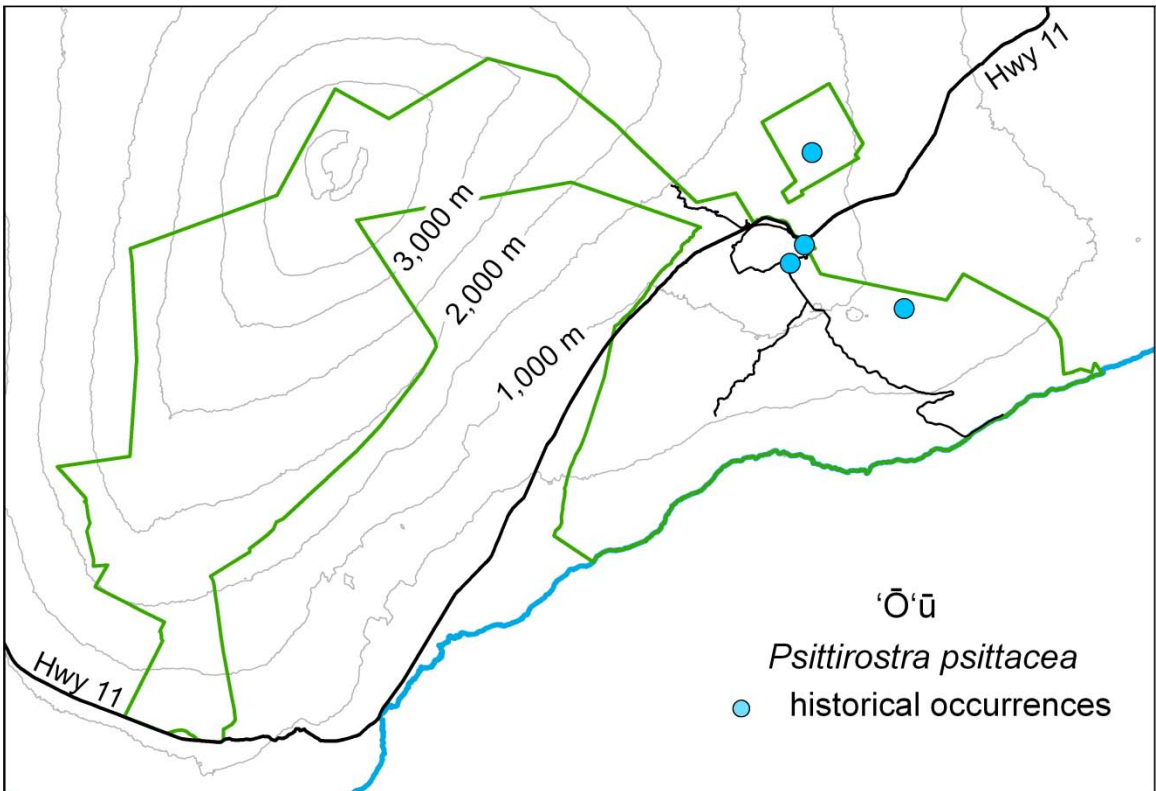 Hwy 11
3,000 m
2,000 m
1,000 m
Hwy 11
ʻŌʻū
Psittirostra psittacea
historical occurrences